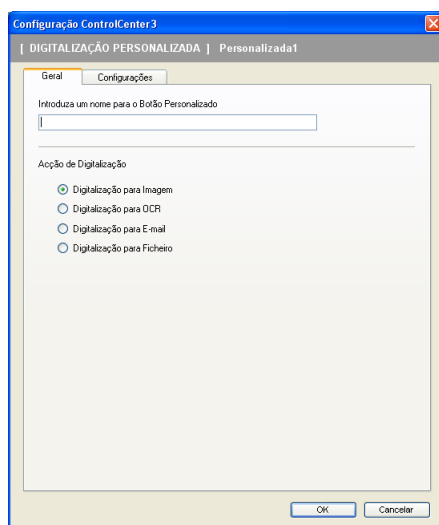 Configuração ControlCenter3
[ DIGITALIZAÇÃO PERSONALIZADA ] Personalizada1
Geral Configurações
Introduza um nome para o Botão Personalizado
Acção de Digitalização
Digitalização para Imagem
Digitalização para OCR
Digitalização para E-mail
Digitalização para Ficheiro
OK Cancelar